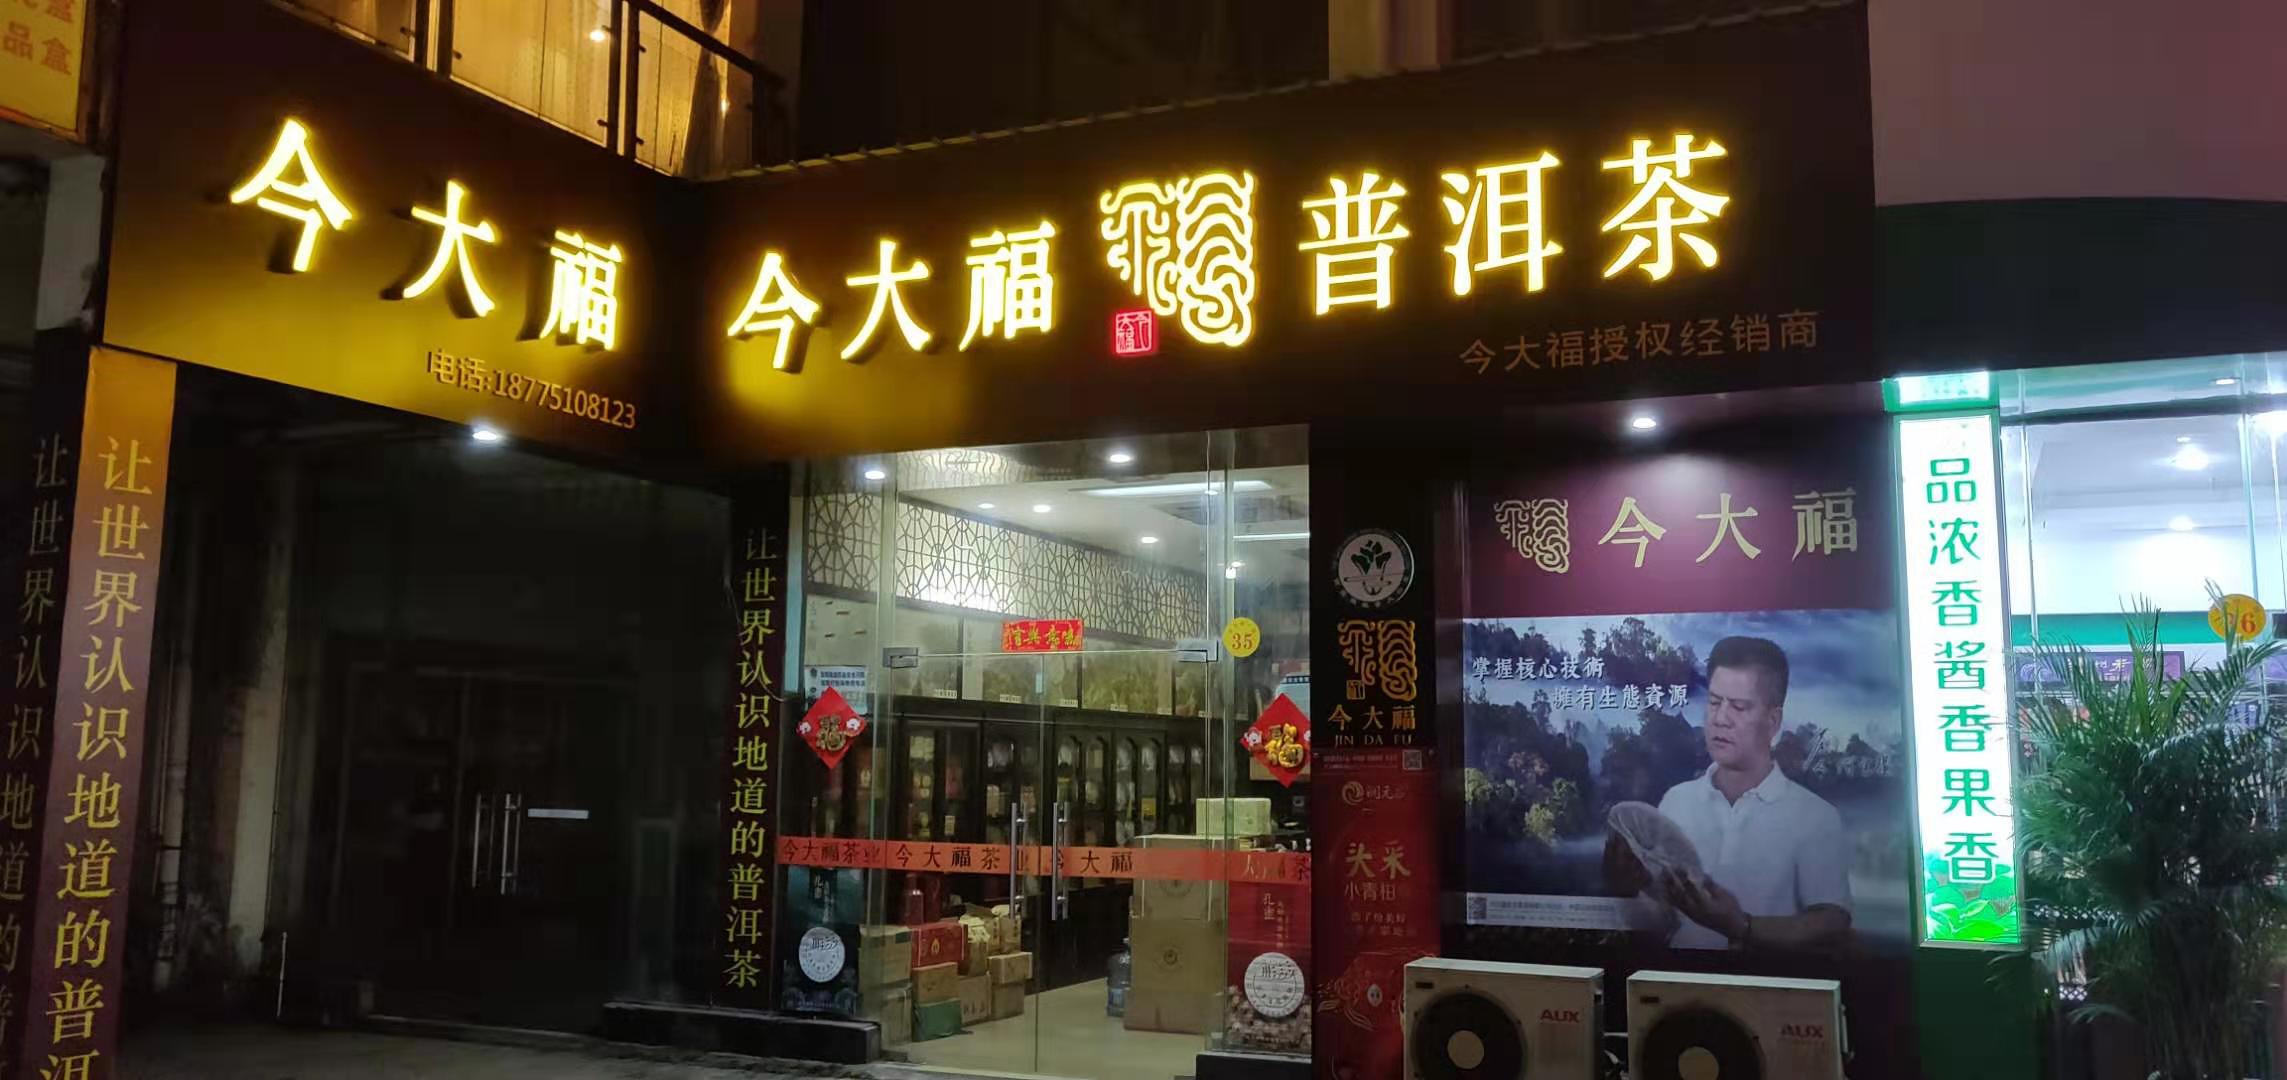 品盒
今大福
电话:18775108123
今大福
普洱茶
今大福授权经销商
让世界认识地道的普洱
让世界认识地道的普
让世界认识地道的普洱茶
35
今大福茶业
今大福茶业
今大福
今大福
JIN DA FU
头采
小青柑
今大福
掌握核心技術
擁有生態資源
AUX
AUX
品浓香酱香果香